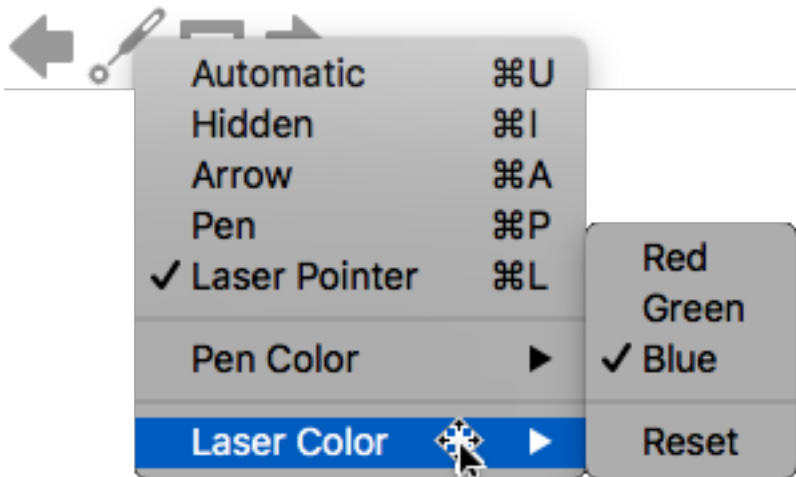 Automatic ⌘U
Hidden ⌘I
Arrow ⌘A
Pen ⌘P
✓ Laser Pointer ⌘L
Pen Color ▶
Laser Color ▶
Red
Green
✓ Blue
Reset